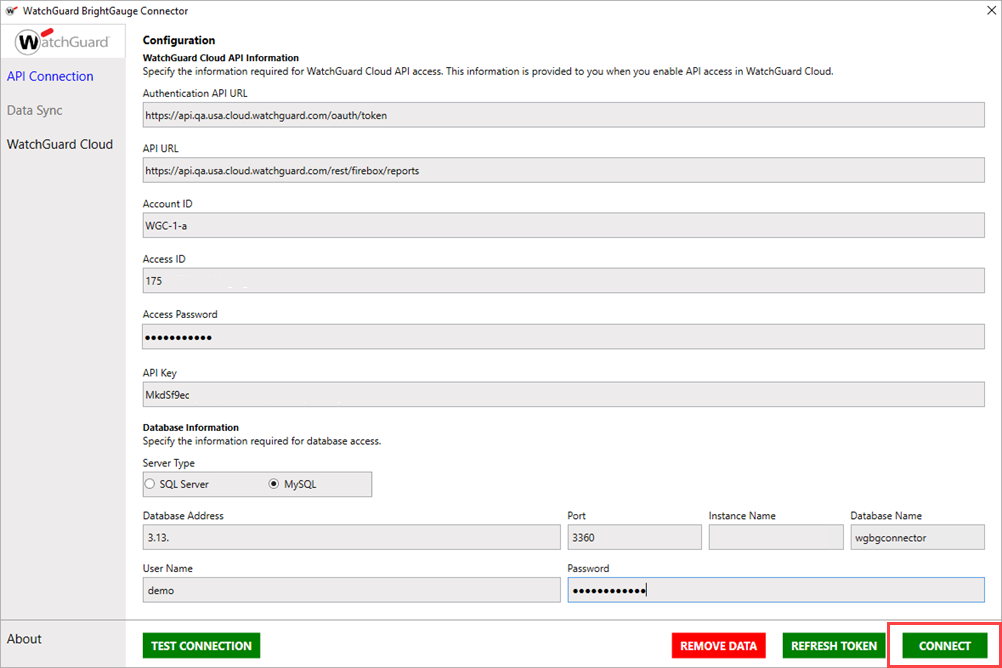 WatchGuard BrightGauge Connector
WatchGuard
API Connection
Data Sync
WatchGuard Cloud
About
Configuration
WatchGuard Cloud API Information
Specify the information required for WatchGuard Cloud API access. This information is provided to you when you enable API access in WatchGuard Cloud.
Authentication API URL
https://api.qa.usa.cloud.watchguard.com/oauth/token
API URL
https://api.qa.usa.cloud.watchguard.com/rest/firebox/reports
Account ID
WGC-1-a
Access ID
175
Access Password
●●●●●●●●●●●
API Key
MkdSf9ec
Database Information
Specify the information required for database access.
Server Type
SQL Server MySQL
Database Address Port Instance Name Database Name
3.13. 3360 wgbgconnector
User Name Password
demo ●●●●●●●●●●●●
TEST CONNECTION REMOVE DATA REFRESH TOKEN CONNECT